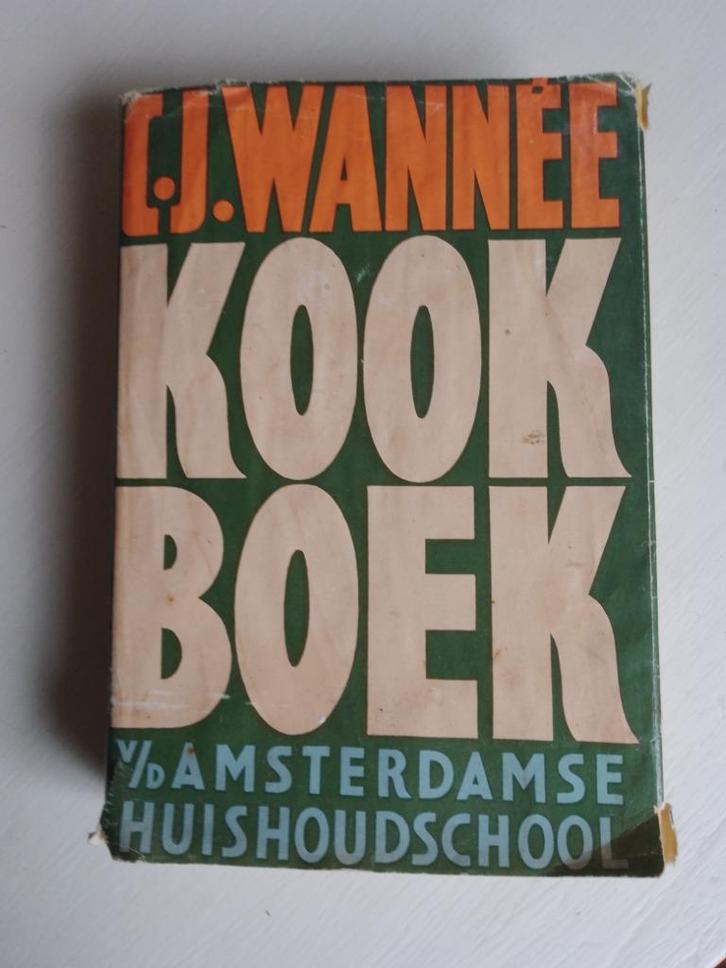 C.J.WANNÉE
KOOK
BOEK
V/D AMSTERDAMSE
HUISHOUDSCHOOL